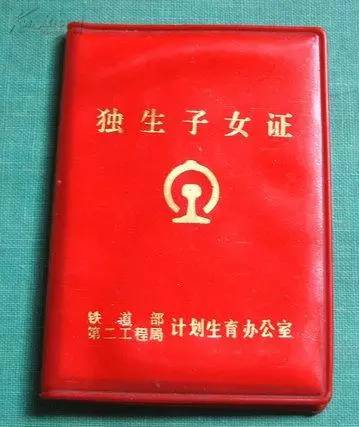 独生子女证
铁道部
第二工程局 计划生育办公室